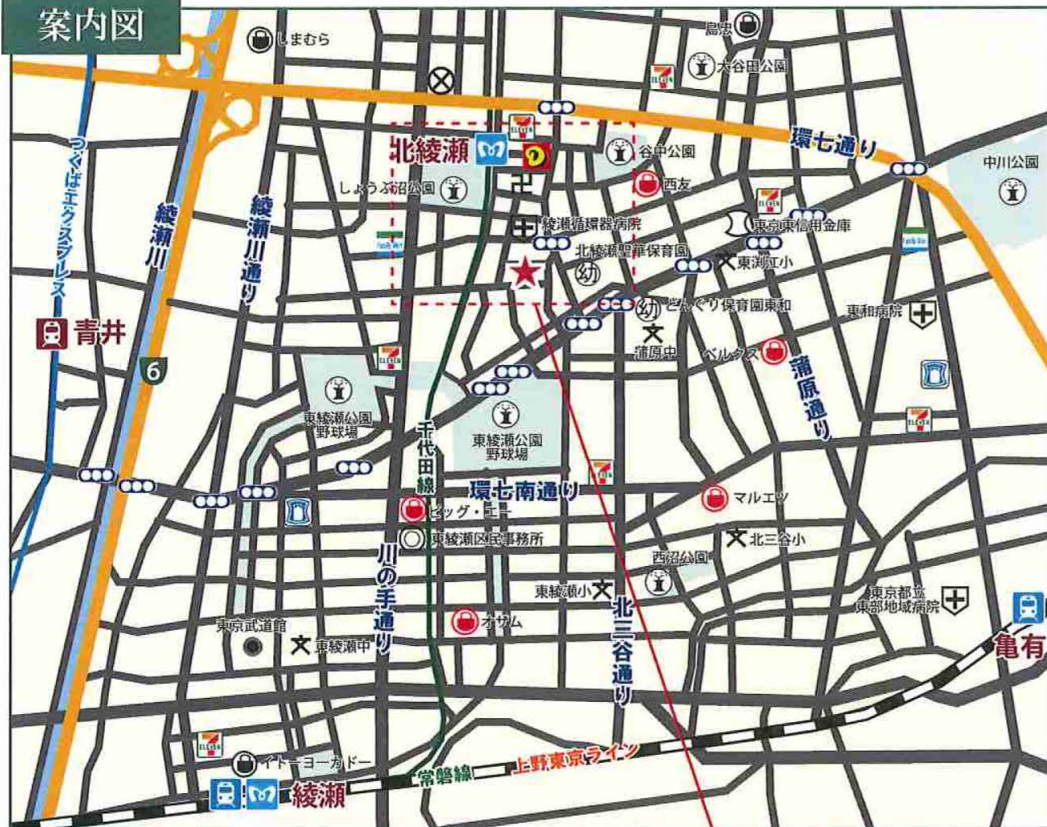 案内図
しまむら
島忠
大谷田公園
環七通り
北綾瀬
谷中公園
中川公園
しょうぶ沼公園
西友
つくばエクスプレス
綾瀬川
綾瀬川通り
綾瀬循環器病院
東京東信用金庫
北綾瀬聖華保育園
幼
東渕江小
幼
どんぐり保育園東和
東和病院
青井
蒲原中
ベルクス
蒲原通り
6
東綾瀬公園
野球場
東綾瀬公園
野球場
千代田線
環七南通り
マルエツ
ビッグ・エー
東綾瀬区民事務所
北三谷小
川の手通り
西沼公園
東綾瀬小
北三谷通り
東京都立
東部地域病院
オサム
東京武道館
東綾瀬中
亀有
イトーヨーカドー
上野東京ライン
常磐線
綾瀬
ELEVEN
ELEVEN
ELEVEN
ELEVEN
ELEVEN
ELEVEN
ELEVEN